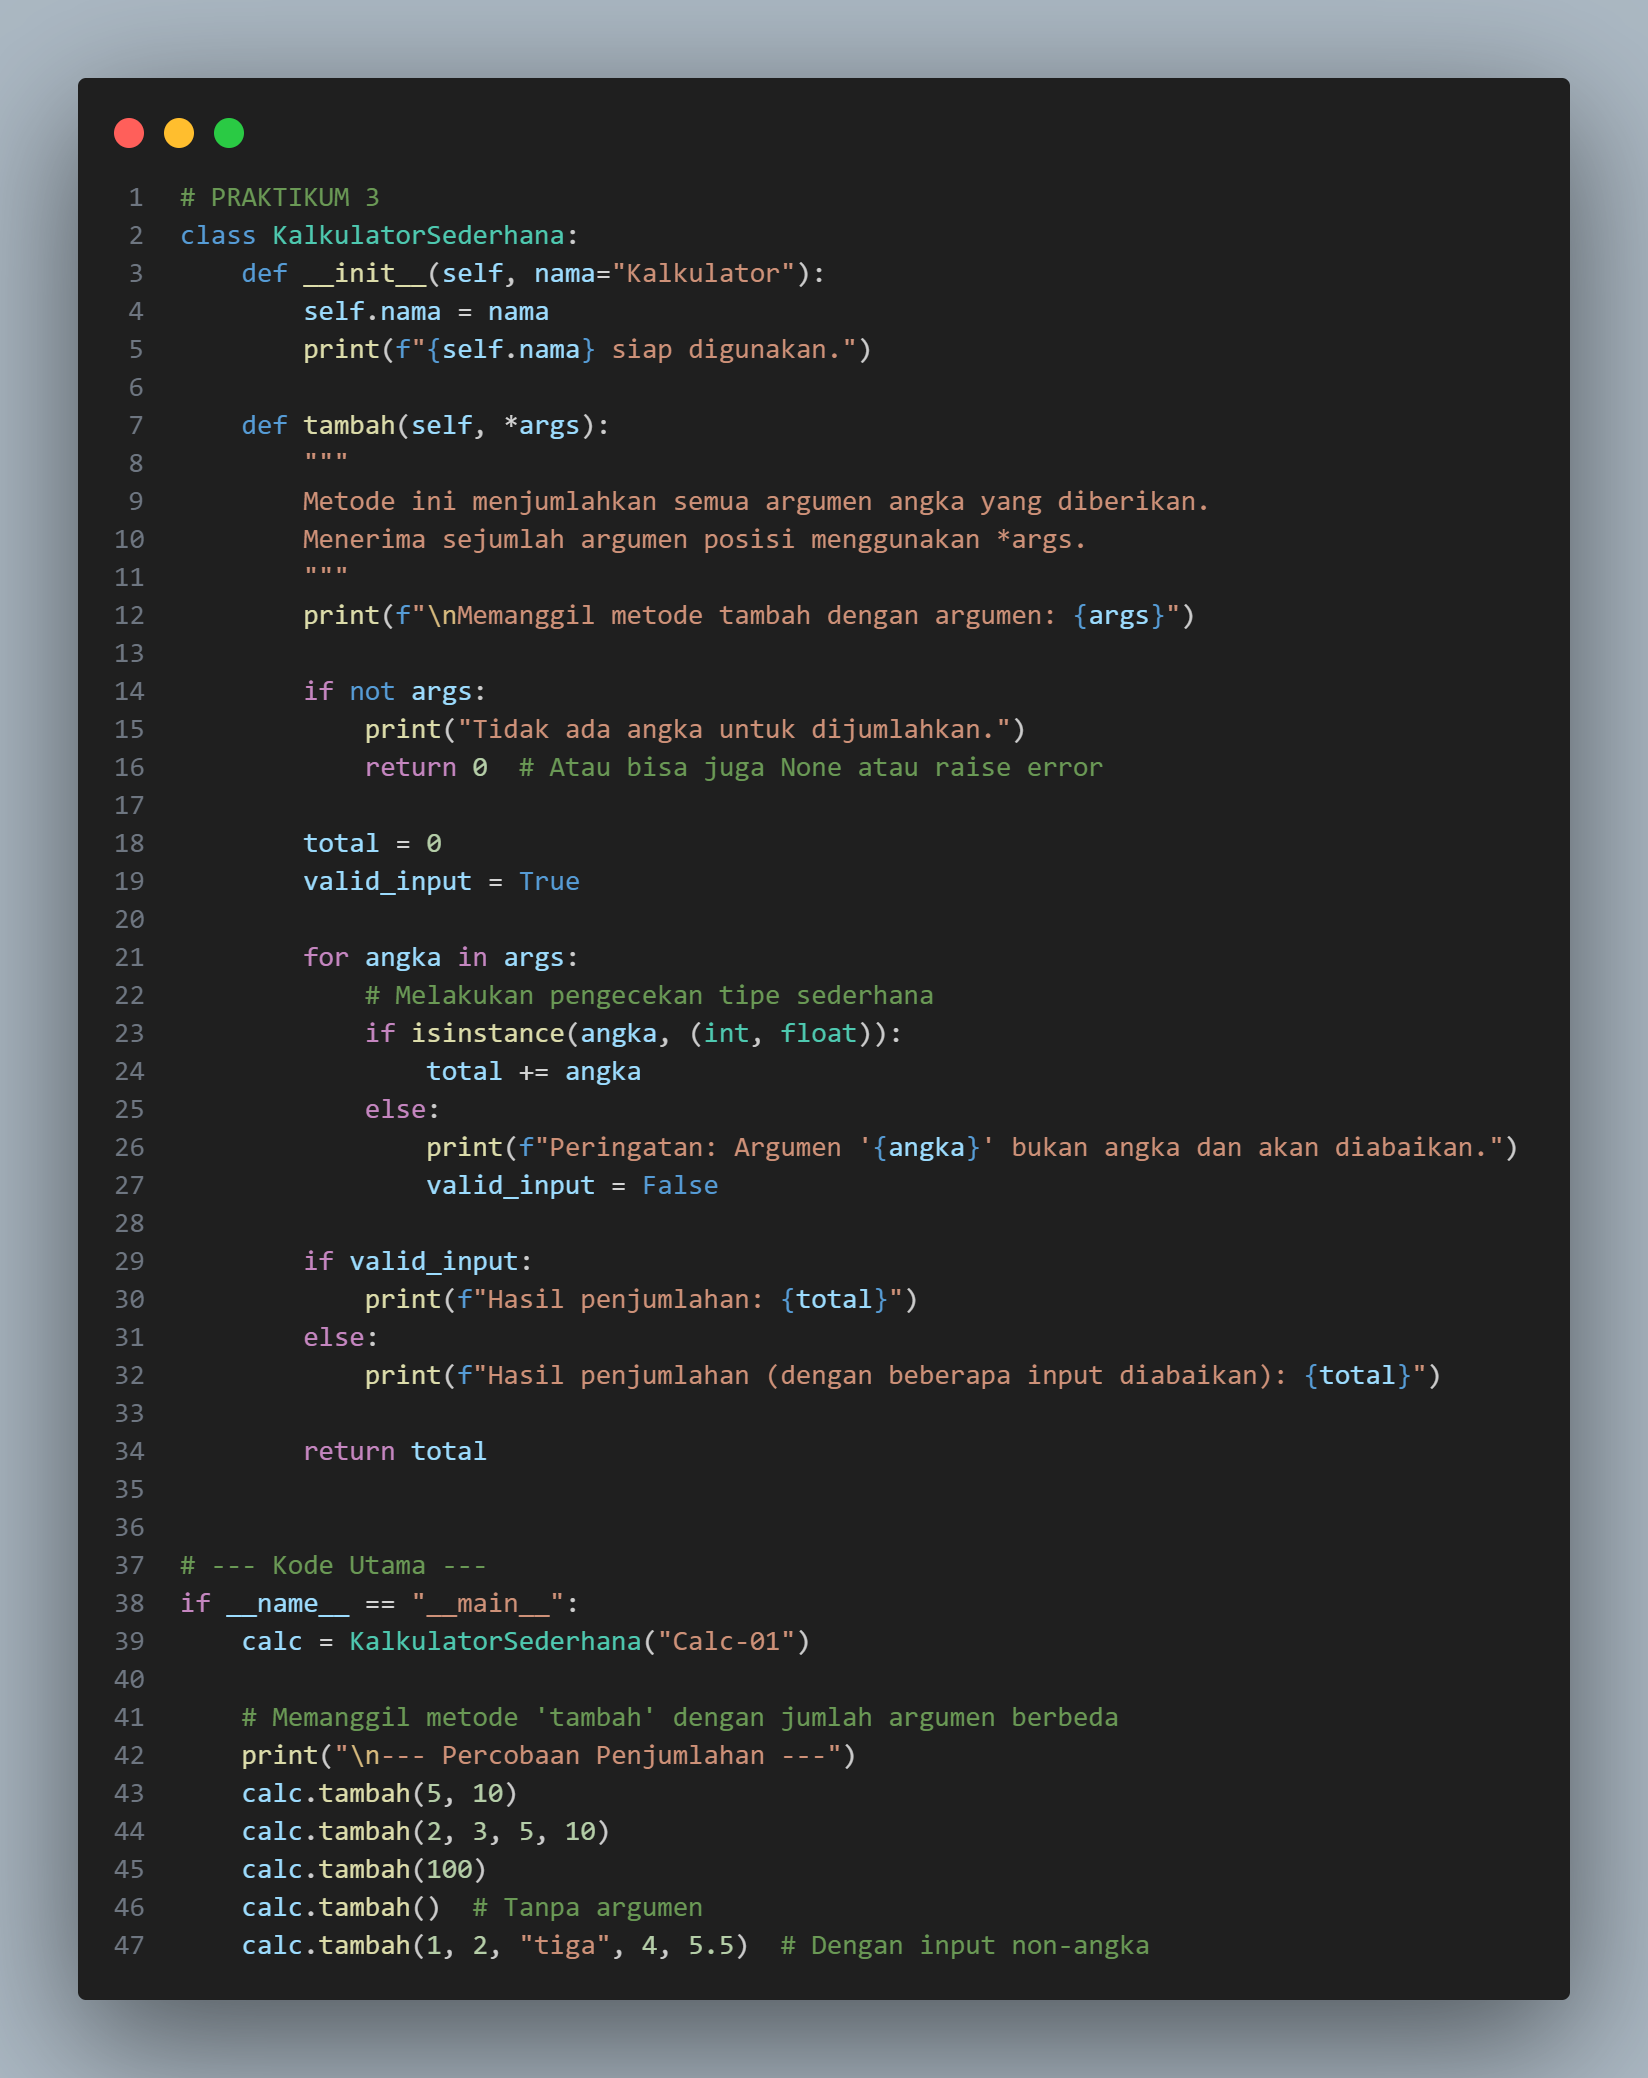 1 # PRAKTIKUM 3
2 class KalkulatorSederhana:
3     def __init__(self, nama="Kalkulator"):
4         self.nama = nama
5         print(f"{self.nama} siap digunakan.")
6
7     def tambah(self, *args):
8         """
9         Metode ini menjumlahkan semua argumen angka yang diberikan.
10         Menerima sejumlah argumen posisi menggunakan *args.
11         """
12         print(f"\nMemanggil metode tambah dengan argumen: {args}")
13
14         if not args:
15             print("Tidak ada angka untuk dijumlahkan.")
16             return 0  # Atau bisa juga None atau raise error
17
18         total = 0
19         valid_input = True
20
21         for angka in args:
22             # Melakukan pengecekan tipe sederhana
23             if isinstance(angka, (int, float)):
24                 total += angka
25             else:
26                 print(f"Peringatan: Argumen '{angka}' bukan angka dan akan diabaikan.")
27                 valid_input = False
28
29         if valid_input:
30             print(f"Hasil penjumlahan: {total}")
31         else:
32             print(f"Hasil penjumlahan (dengan beberapa input diabaikan): {total}")
33
34         return total
35
36
37 # --- Kode Utama ---
38 if __name__ == "__main__":
39     calc = KalkulatorSederhana("Calc-01")
40
41     # Memanggil metode 'tambah' dengan jumlah argumen berbeda
42     print("\n--- Percobaan Penjumlahan ---")
43     calc.tambah(5, 10)
44     calc.tambah(2, 3, 5, 10)
45     calc.tambah(100)
46     calc.tambah()  # Tanpa argumen
47     calc.tambah(1, 2, "tiga", 4, 5.5)  # Dengan input non-angka